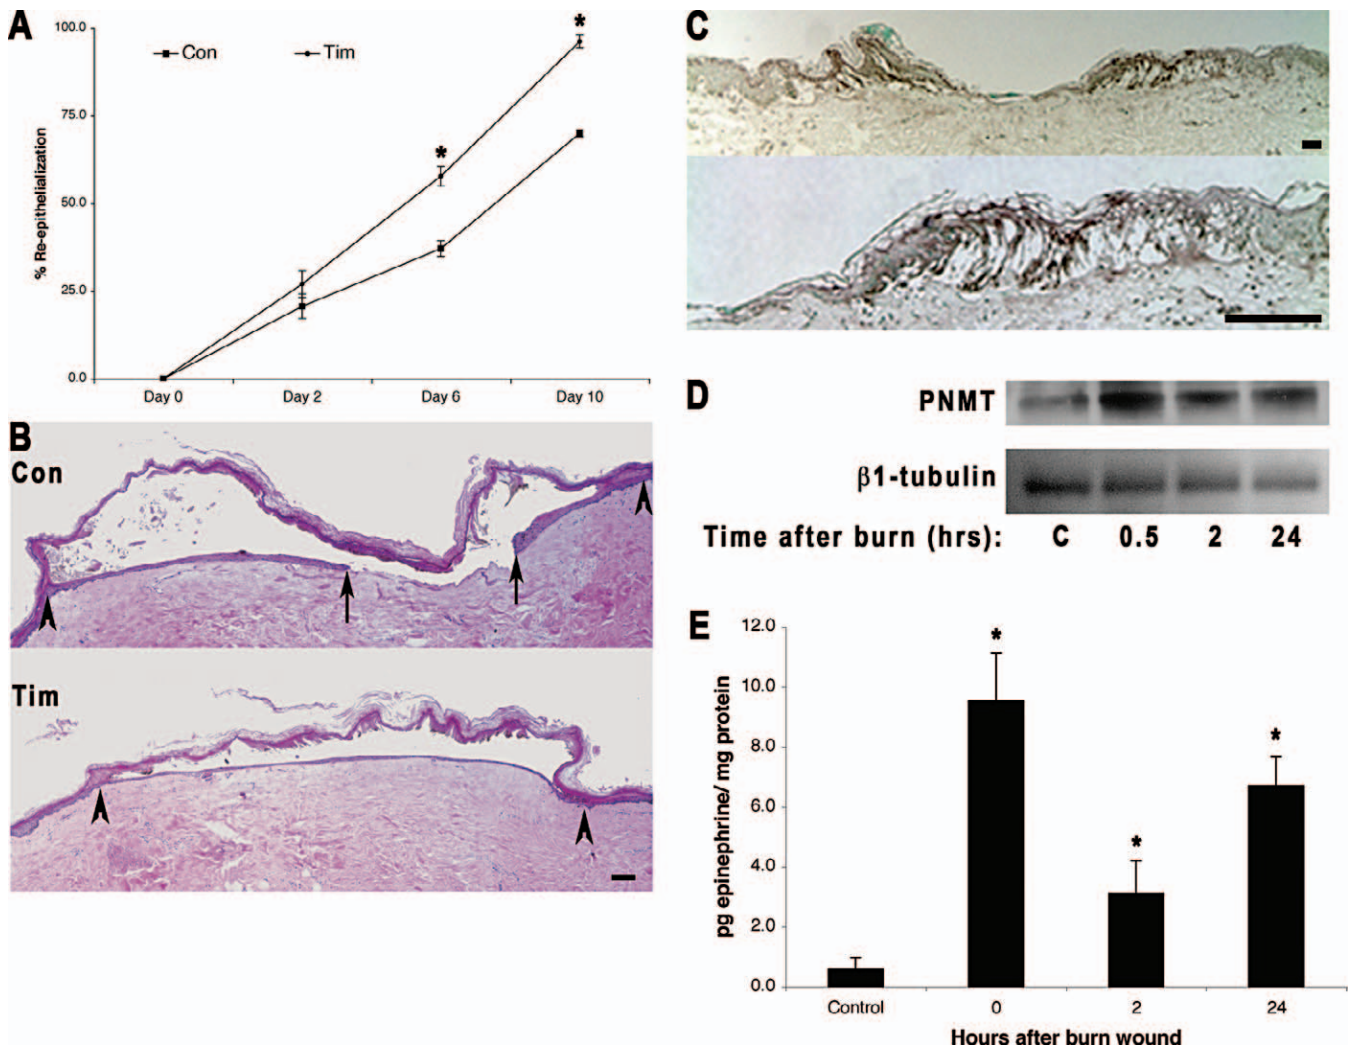 A
100.0
75.0
50.0
25.0
0.0
% Re-epithelialization
Con
Tim
*
*
Day 0 Day 2 Day 6 Day 10
B
Con
Tim
C
D
PNMT
β1-tubulin
Time after burn (hrs): C 0.5 2 24
E
12.0
10.0
8.0
6.0
4.0
2.0
0.0
pg epinephrine/ mg protein
*
*
*
Control 0 2 24
Hours after burn wound